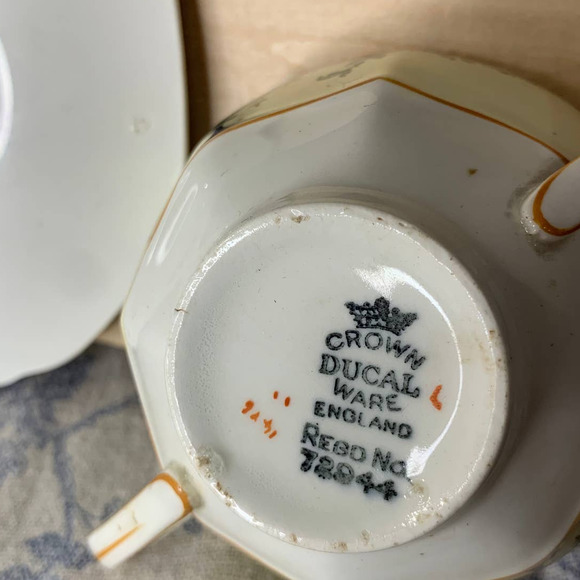 CROWN
DUCAL
WARE
ENGLAND
REGD NO.
72944